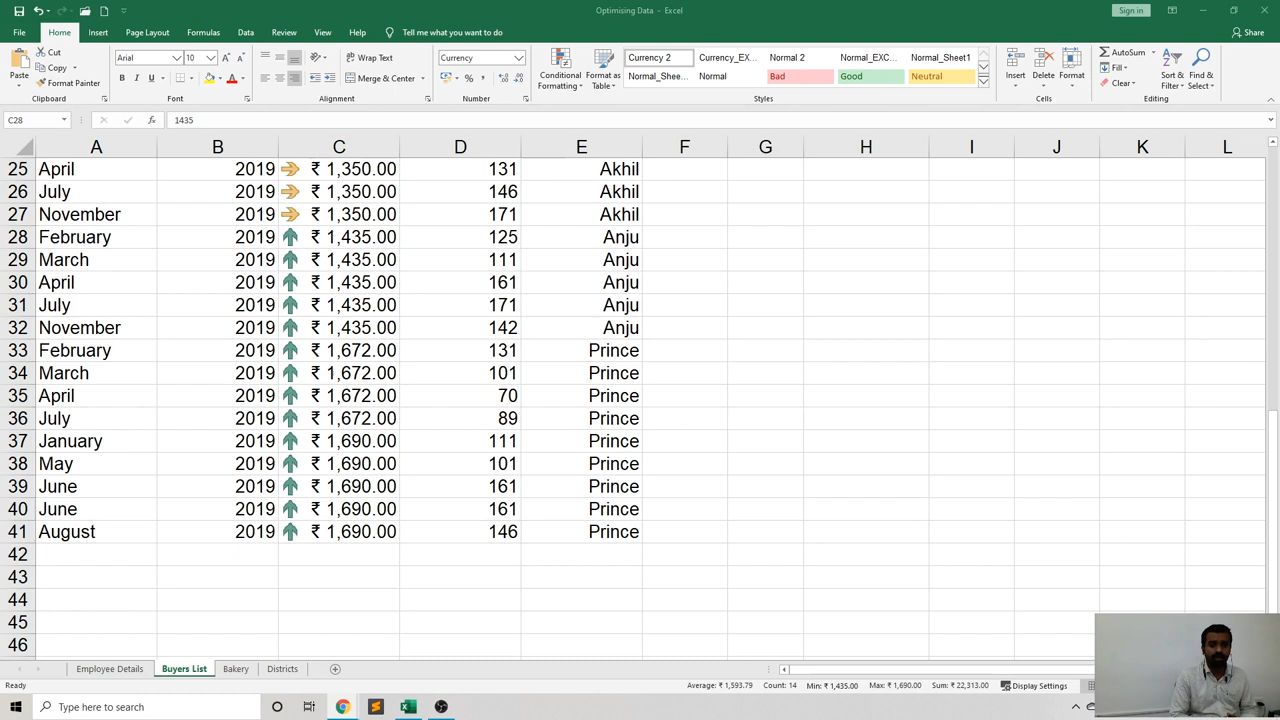 Optimising Data - Excel
Sign in
File Home Insert Page Layout Formulas Data Review View Help Tell me what you want to do Share
Paste Cut Copy Format Painter Clipboard
Arial 10 B I U Font
Wrap Text Merge & Center Alignment
Currency % Number
Conditional Formatting Format as Table
Currency 2 Currency_E... Normal 2 Normal_EXC... Normal_Sheet1
Normal_Shee... Normal Bad Good Neutral
Styles
Insert Delete Format Cells
AutoSum Fill Clear Sort & Filter Find & Select Editing
C28 fx 1435
A B C D E F G H I J K L
25 April 2019 ₹ 1,350.00 131 Akhil
26 July 2019 ₹ 1,350.00 146 Akhil
27 November 2019 ₹ 1,350.00 171 Akhil
28 February 2019 ₹ 1,435.00 125 Anju
29 March 2019 ₹ 1,435.00 111 Anju
30 April 2019 ₹ 1,435.00 161 Anju
31 July 2019 ₹ 1,435.00 171 Anju
32 November 2019 ₹ 1,435.00 142 Anju
33 February 2019 ₹ 1,672.00 131 Prince
34 March 2019 ₹ 1,672.00 101 Prince
35 April 2019 ₹ 1,672.00 70 Prince
36 July 2019 ₹ 1,672.00 89 Prince
37 January 2019 ₹ 1,690.00 111 Prince
38 May 2019 ₹ 1,690.00 101 Prince
39 June 2019 ₹ 1,690.00 161 Prince
40 June 2019 ₹ 1,690.00 161 Prince
41 August 2019 ₹ 1,690.00 146 Prince
42
43
44
45
46
Employee Details Buyers List Bakery Districts
Ready Average: ₹ 1,593.79 Count: 14 Min: ₹ 1,435.00 Max: ₹ 1,690.00 Sum: ₹ 22,313.00 Display Settings
Type here to search